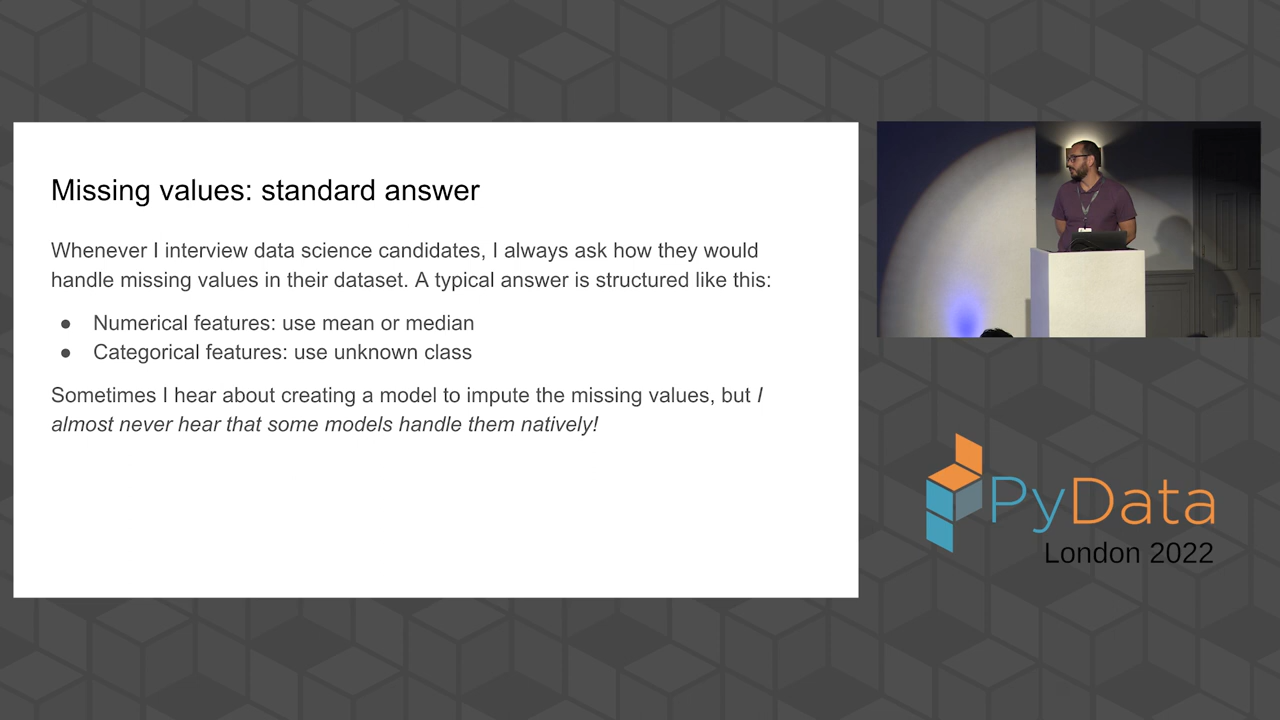 Missing values: standard answer
Whenever I interview data science candidates, I always ask how they would
handle missing values in their dataset. A typical answer is structured like this:
● Numerical features: use mean or median
● Categorical features: use unknown class
Sometimes I hear about creating a model to impute the missing values, but I
almost never hear that some models handle them natively!
PyData
London 2022